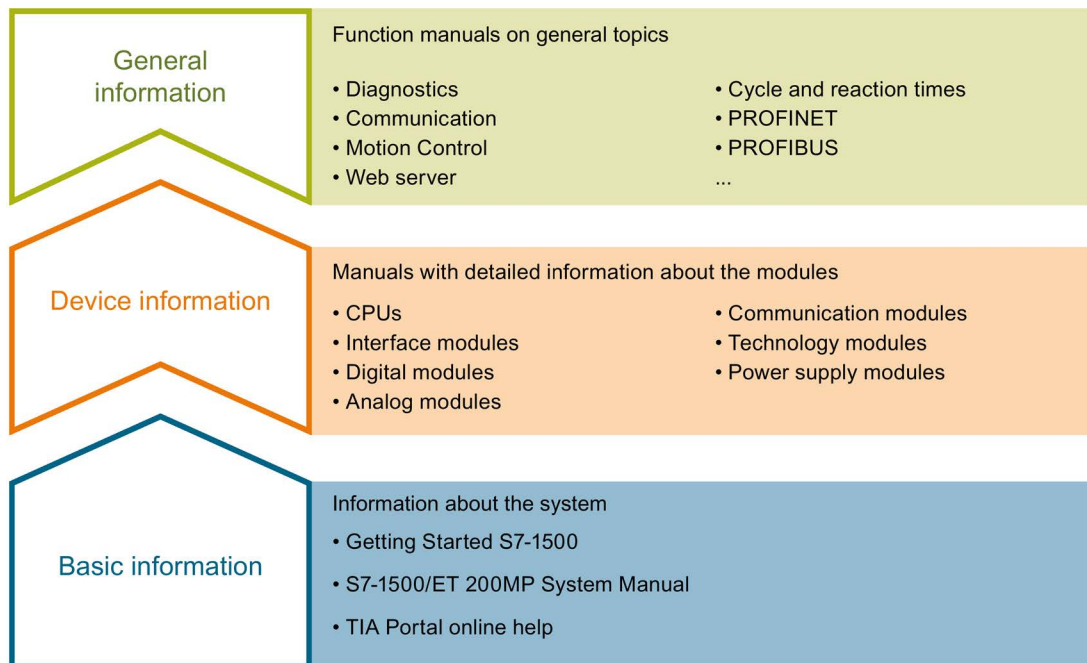 General
information
Function manuals on general topics
• Diagnostics
• Communication
• Motion Control
• Web server
• Cycle and reaction times
• PROFINET
• PROFIBUS
...
Device information
Manuals with detailed information about the modules
• CPUs
• Interface modules
• Digital modules
• Analog modules
• Communication modules
• Technology modules
• Power supply modules
Basic information
Information about the system
• Getting Started S7-1500
• S7-1500/ET 200MP System Manual
• TIA Portal online help